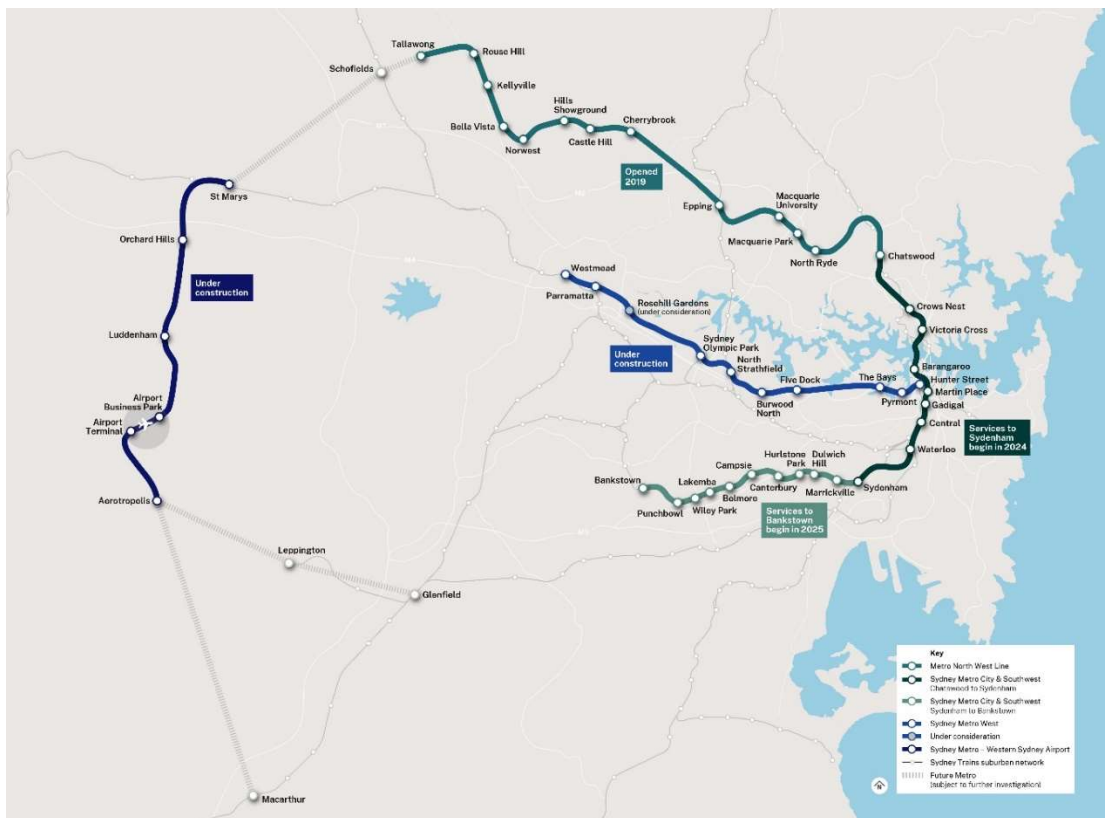 Tallawong
Rouse Hill
Schofields
Kellyville
Hills
Showground
Cherrybrook
Bella Vista
Castle Hill
Norwest
Opened
2019
St Marys
Macquarie
University
Epping
Orchard Hills
Macquarie Park
North Ryde
Chatswood
Under
construction
Westmead
Parramatta
Rosehill Gardens
(under consideration)
Crows Nest
Luddenham
Victoria Cross
Sydney
Olympic Park
Under
construction
North
Strathfield
Barangaroo
Five Dock
The Bays
Hunter Street
Martin Place
Airport
Business Park
Burwood
North
Pyrmont
Gadigal
Airport
Terminal
Central
Services to
Sydenham
begin in 2024
Waterloo
Hurlstone
Park
Dulwich
Hill
Campsie
Lakemba
Bankstown
Canterbury
Marrickville
Sydenham
Aerotropolis
Punchbowl
Wiley Park
Belmore
Services to
Bankstown
begin in 2025
Leppington
Glenfield
Macarthur
Key
Metro North West Line
Sydney Metro City & Southwest
Chatswood to Sydenham
Sydney Metro City & Southwest
Sydenham to Bankstown
Sydney Metro West
Under consideration
Sydney Metro – Western Sydney Airport
Sydney Trains suburban network
Future Metro
(subject to further investigation)
N